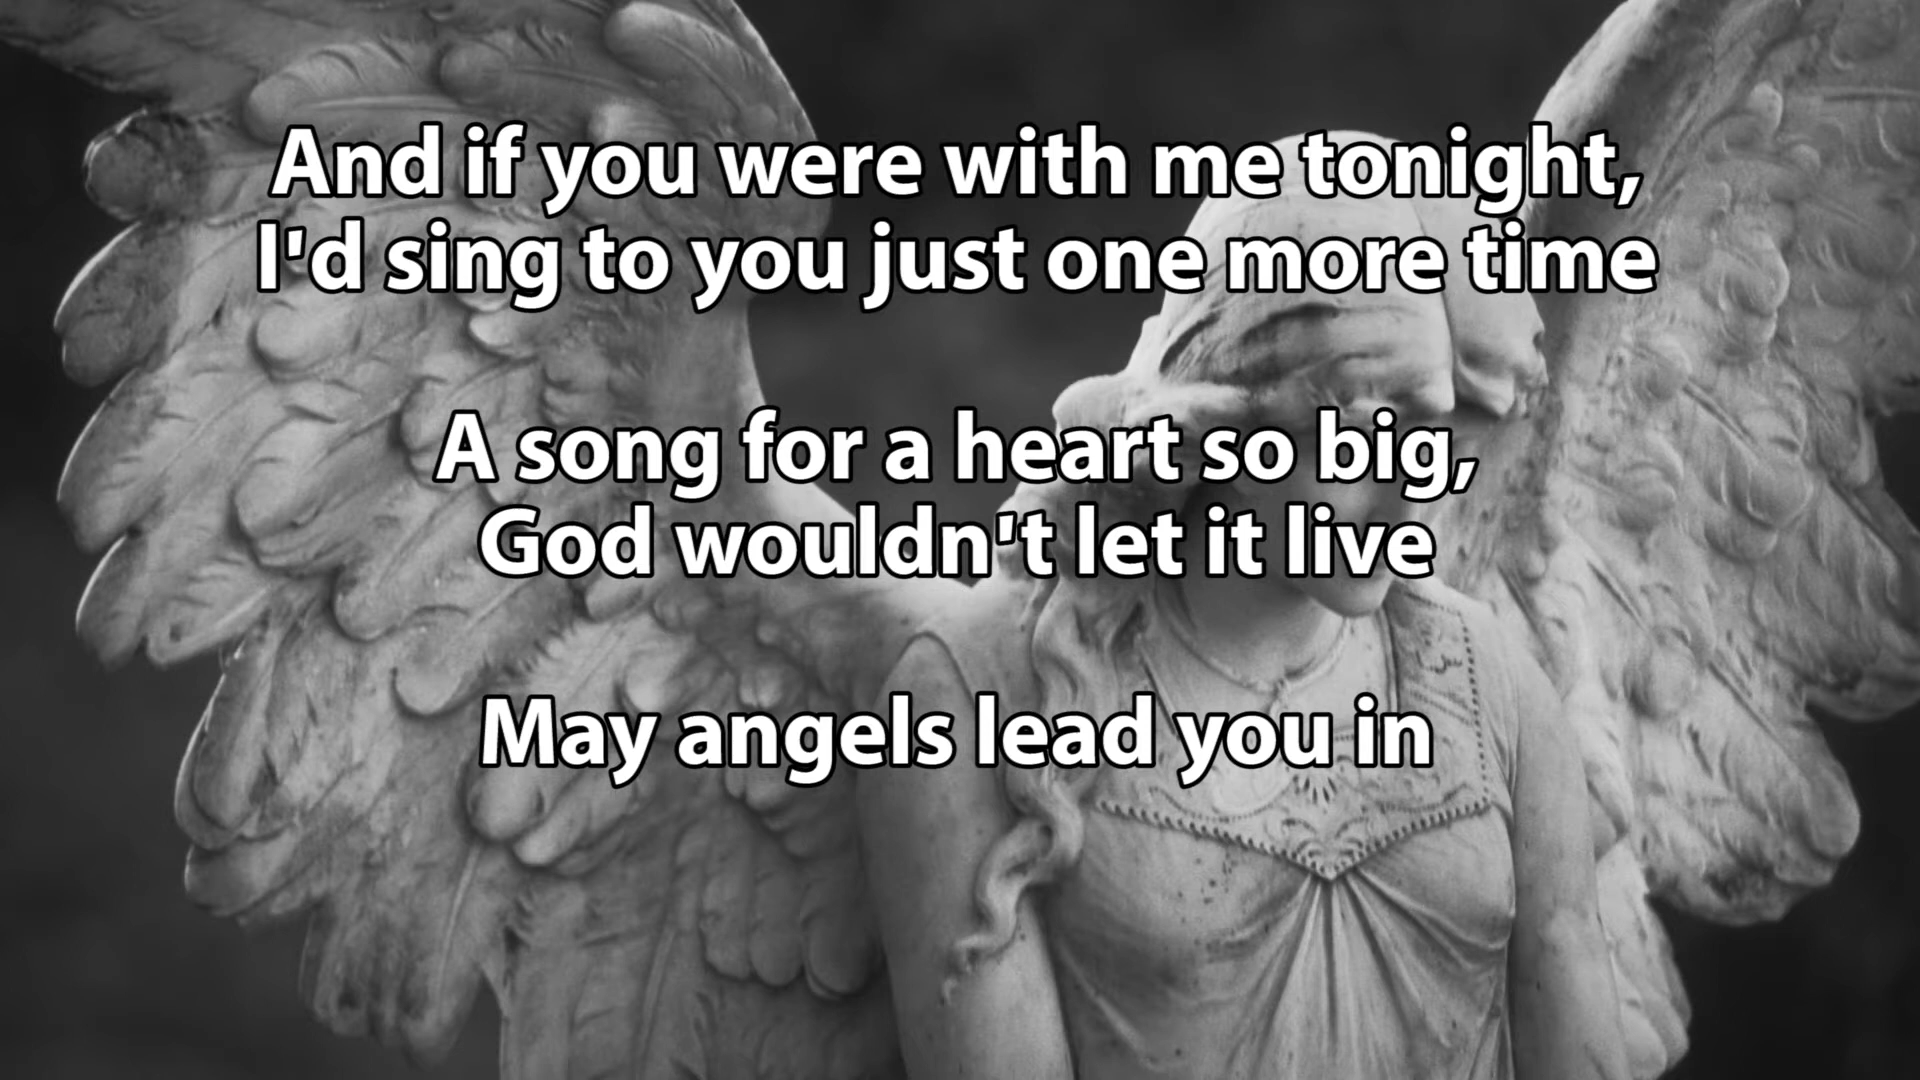 And if you were with me tonight,
I'd sing to you just one more time
A song for a heart so big,
God wouldn't let it live
May angels lead you in